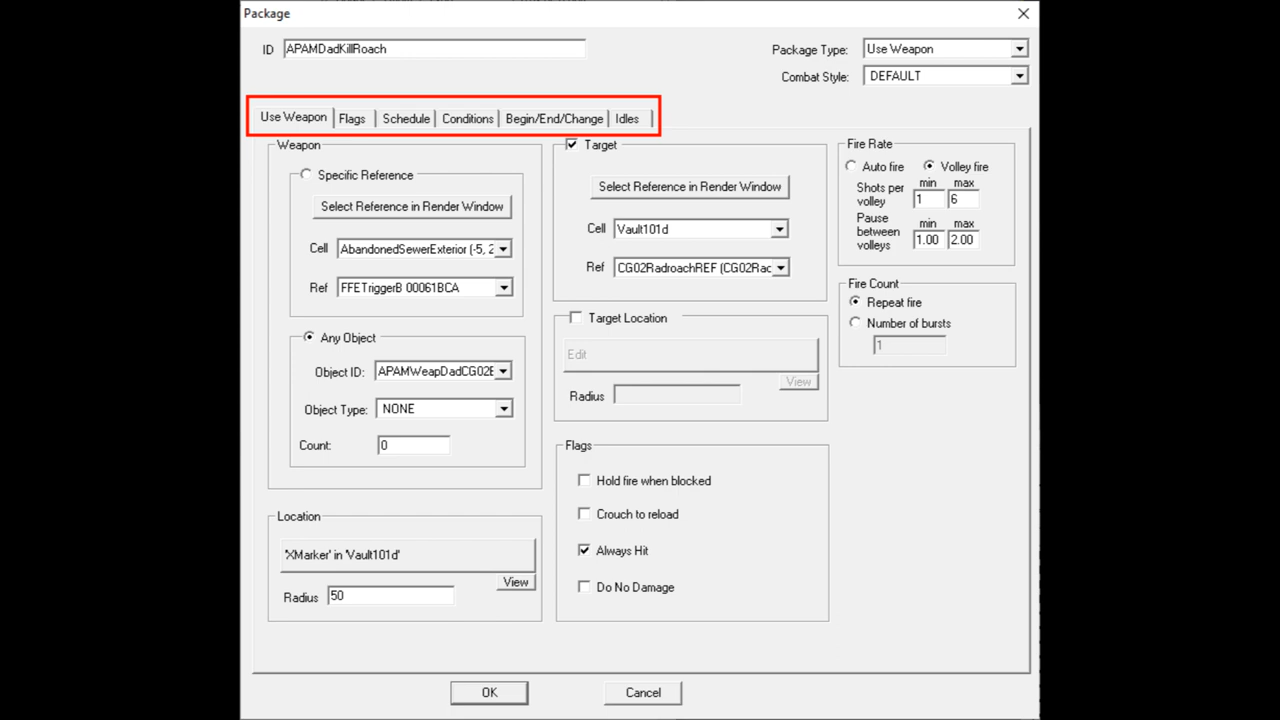 Package
ID APAMDadKillRoach
Package Type: Use Weapon
Combat Style: DEFAULT
Use Weapon Flags Schedule Conditions Begin/End/Change Idles
Weapon
Specific Reference
Select Reference in Render Window
Cell AbandonedSewerExterior (-5, 2
Ref FFETriggerB 00061BCA
Any Object
Object ID: APAMWeapDadCG02E
Object Type: NONE
Count: 0
Location
'XMarker' in 'Vault101d'
View
Radius 50
Target
Select Reference in Render Window
Cell Vault101d
Ref CG02RadroachREF (CG02Rac
Target Location
Edit
View
Radius
Flags
Hold fire when blocked
Crouch to reload
Always Hit
Do No Damage
Fire Rate
Auto fire Volley fire
min max
Shots per volley 1 6
min max
Pause between volleys 1.00 2.00
Fire Count
Repeat fire
Number of bursts
1
OK Cancel